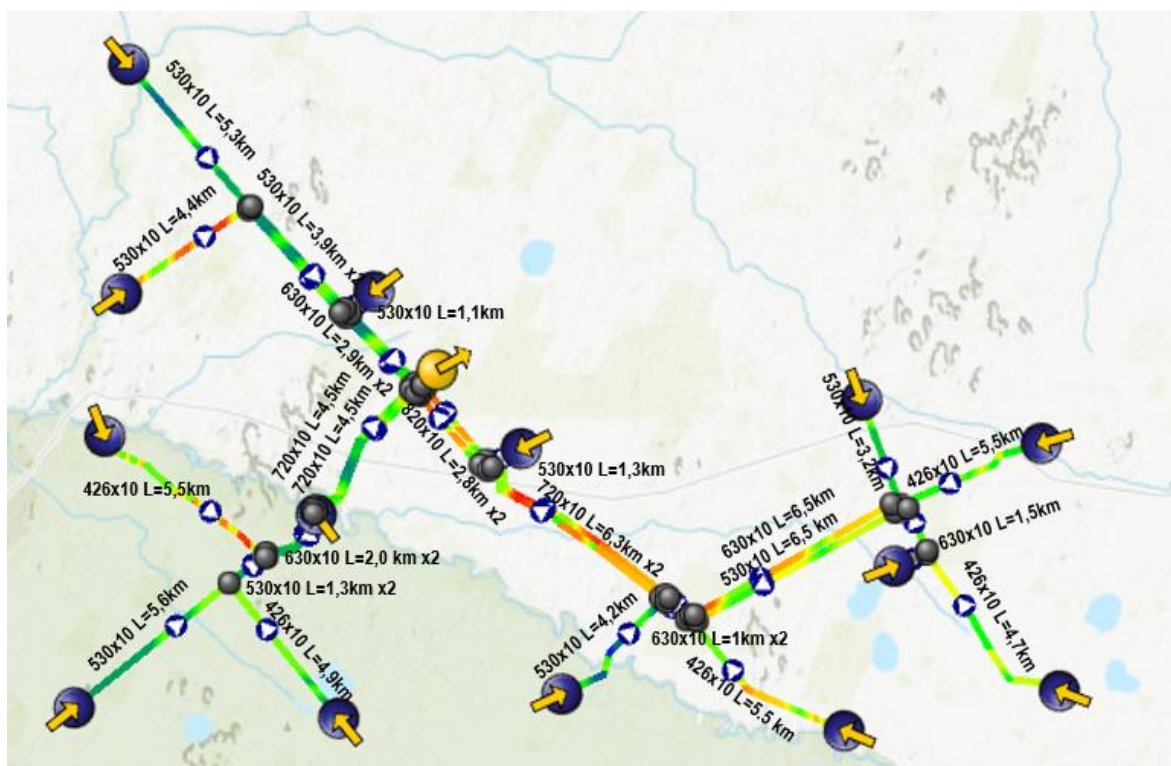 530x10 L=5,3km
530x10 L=4,4km
530x10 L=3,9km x2
530x10 L=1,1km
630x10 L=2,9km x2
720x10 L=4,5km
720x10 L=4,5km
820x10 L=2,8km x2
530x10 L=1,3km
426x10 L=5,5km
720x10 L=6,3km x2
530x10 L=3,2km
426x10 L=5,5km
630x10 L=6,5km
530x10 L=6,5 km
630x10 L=1,5km
630x10 L=2,0 km x2
530x10 L=1,3km x2
530x10 L=5,6km
426x10 L=4,9km
530x10 L=4,2km
630x10 L=1km x2
426x10 L=5.5 km
426x10 L=4,7km